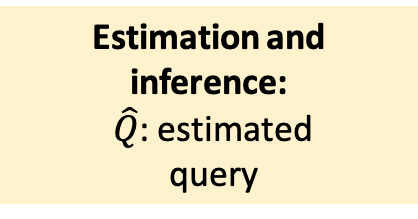 Estimation and
inference:
Q̂: estimated
query